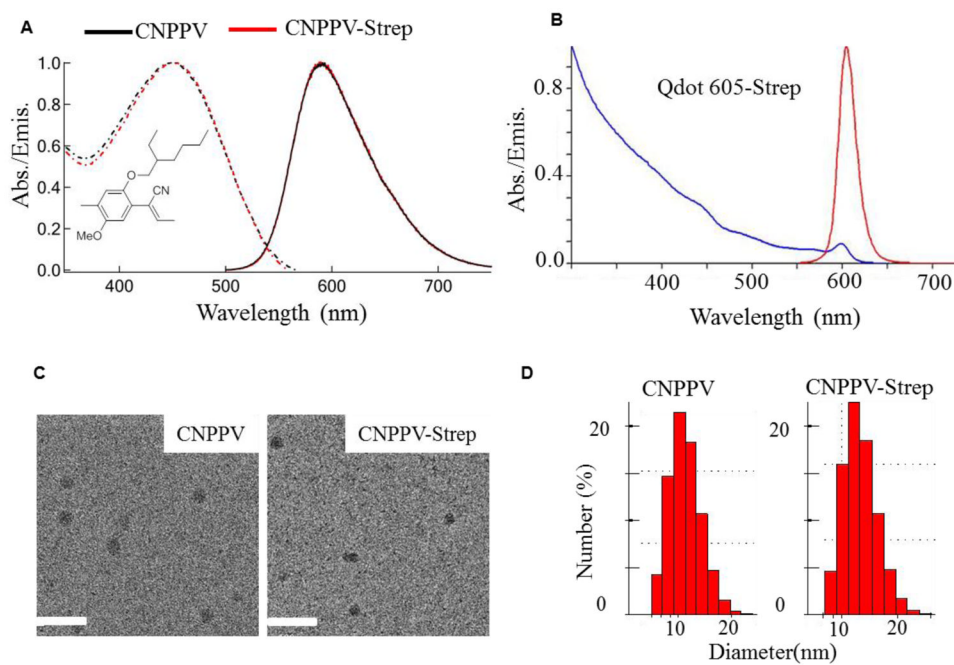 A
CNPPV
CNPPV-Strep
Abs./Emis.
1.0
0.8
0.6
0.4
0.2
0.0
O
CN
MeO
400
500
600
700
Wavelength (nm)
B
Qdot 605-Strep
Abs./Emis.
0.8
0.4
0.0
300
400
500
600
700
Wavelength (nm)
C
CNPPV
CNPPV-Strep
D
CNPPV
CNPPV-Strep
Number (%)
20
0
10
20
20
0
10
20
Diameter(nm)